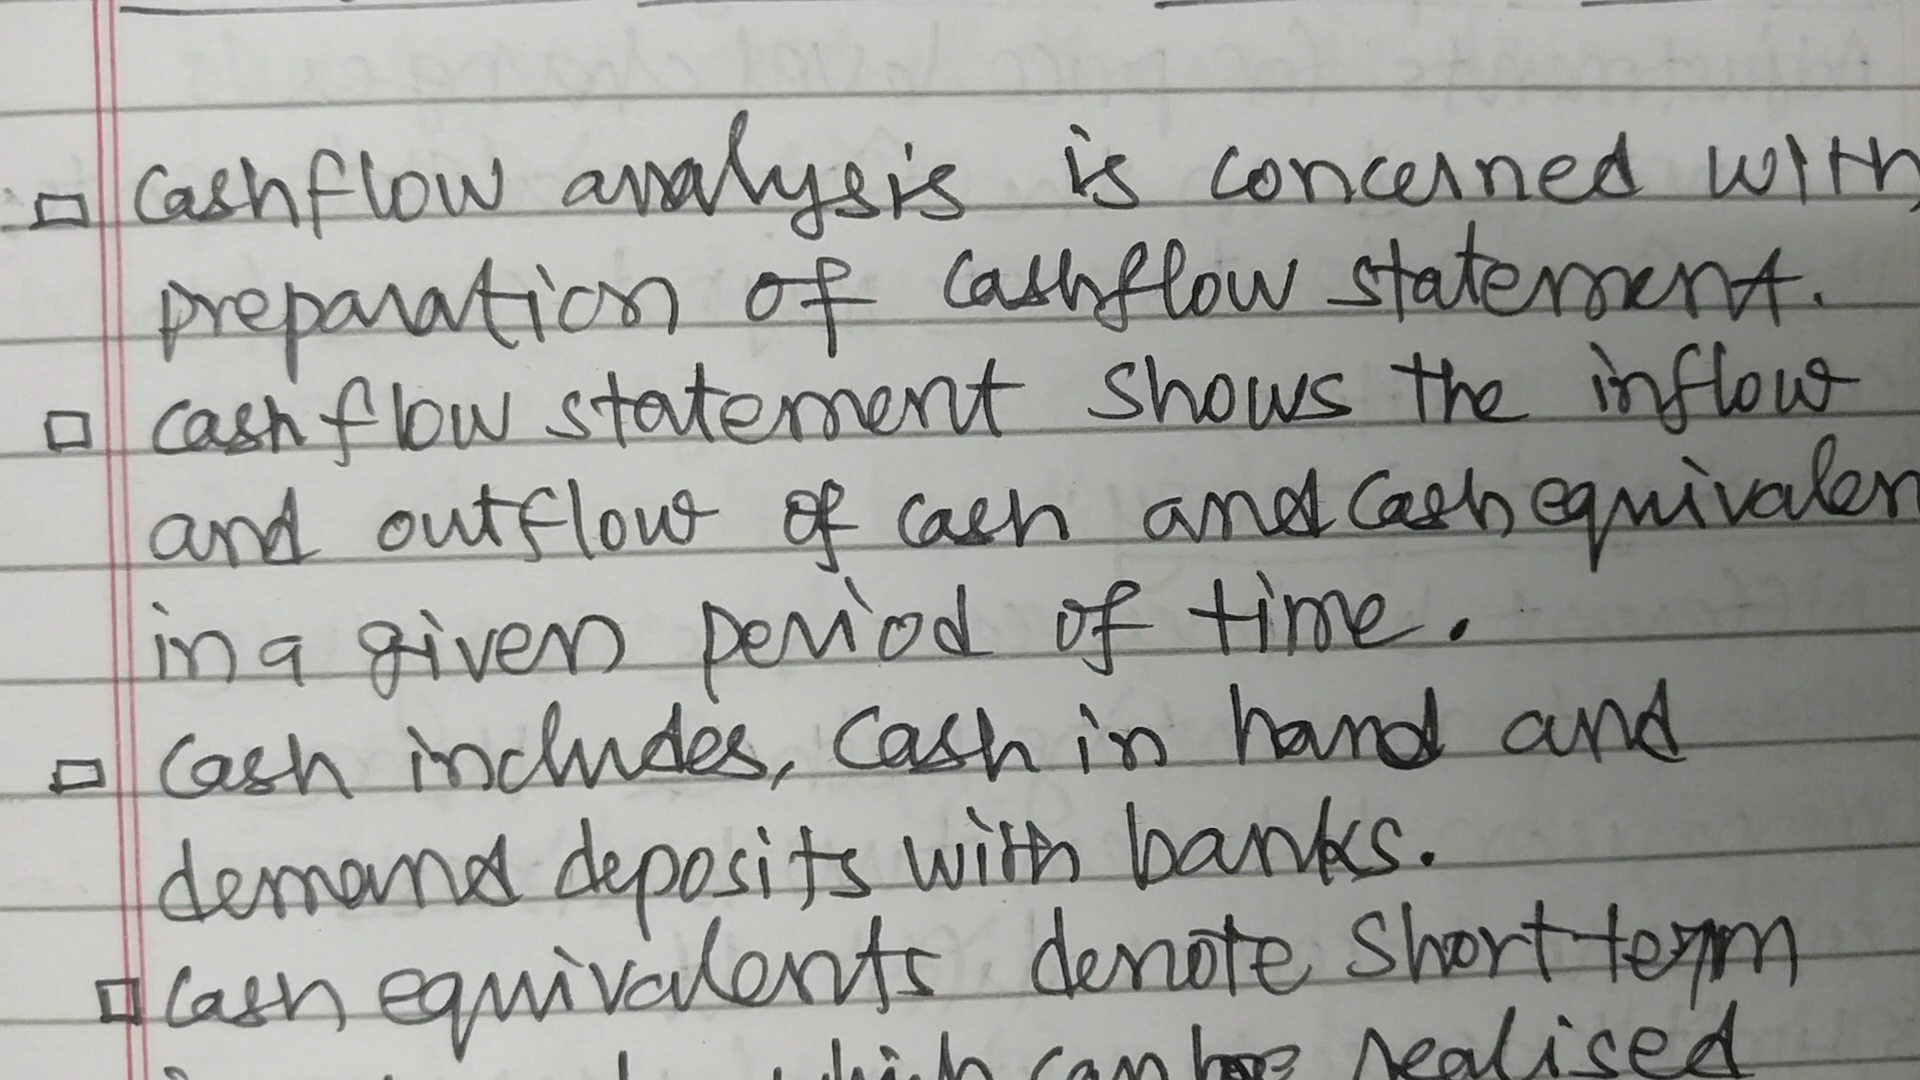 Cashflow analysis is concerned with
preparation of cashflow statement.
cash flow statement shows the inflow
and outflow of cash and cash equivalen
in a given period of time.
Cash includes, cash in hand and
demand deposits with banks.
Cash equivalents denote short term
which can be realised